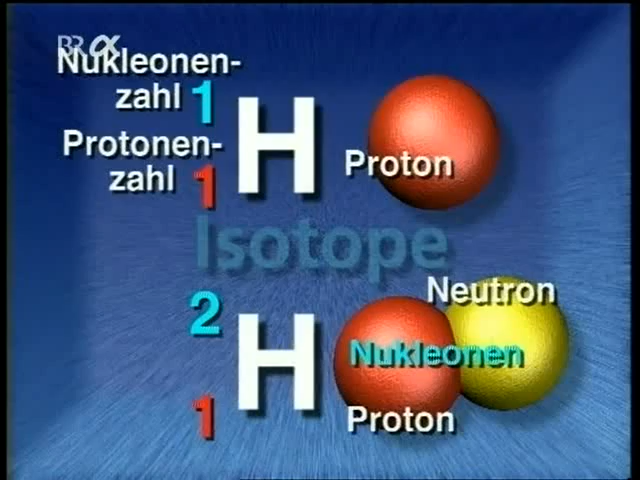 BR α
Nukleonen-
zahl 1
H
Protonen-
zahl 1
Proton
Isotope
2
H
1
Neutron
Nukleonen
Proton